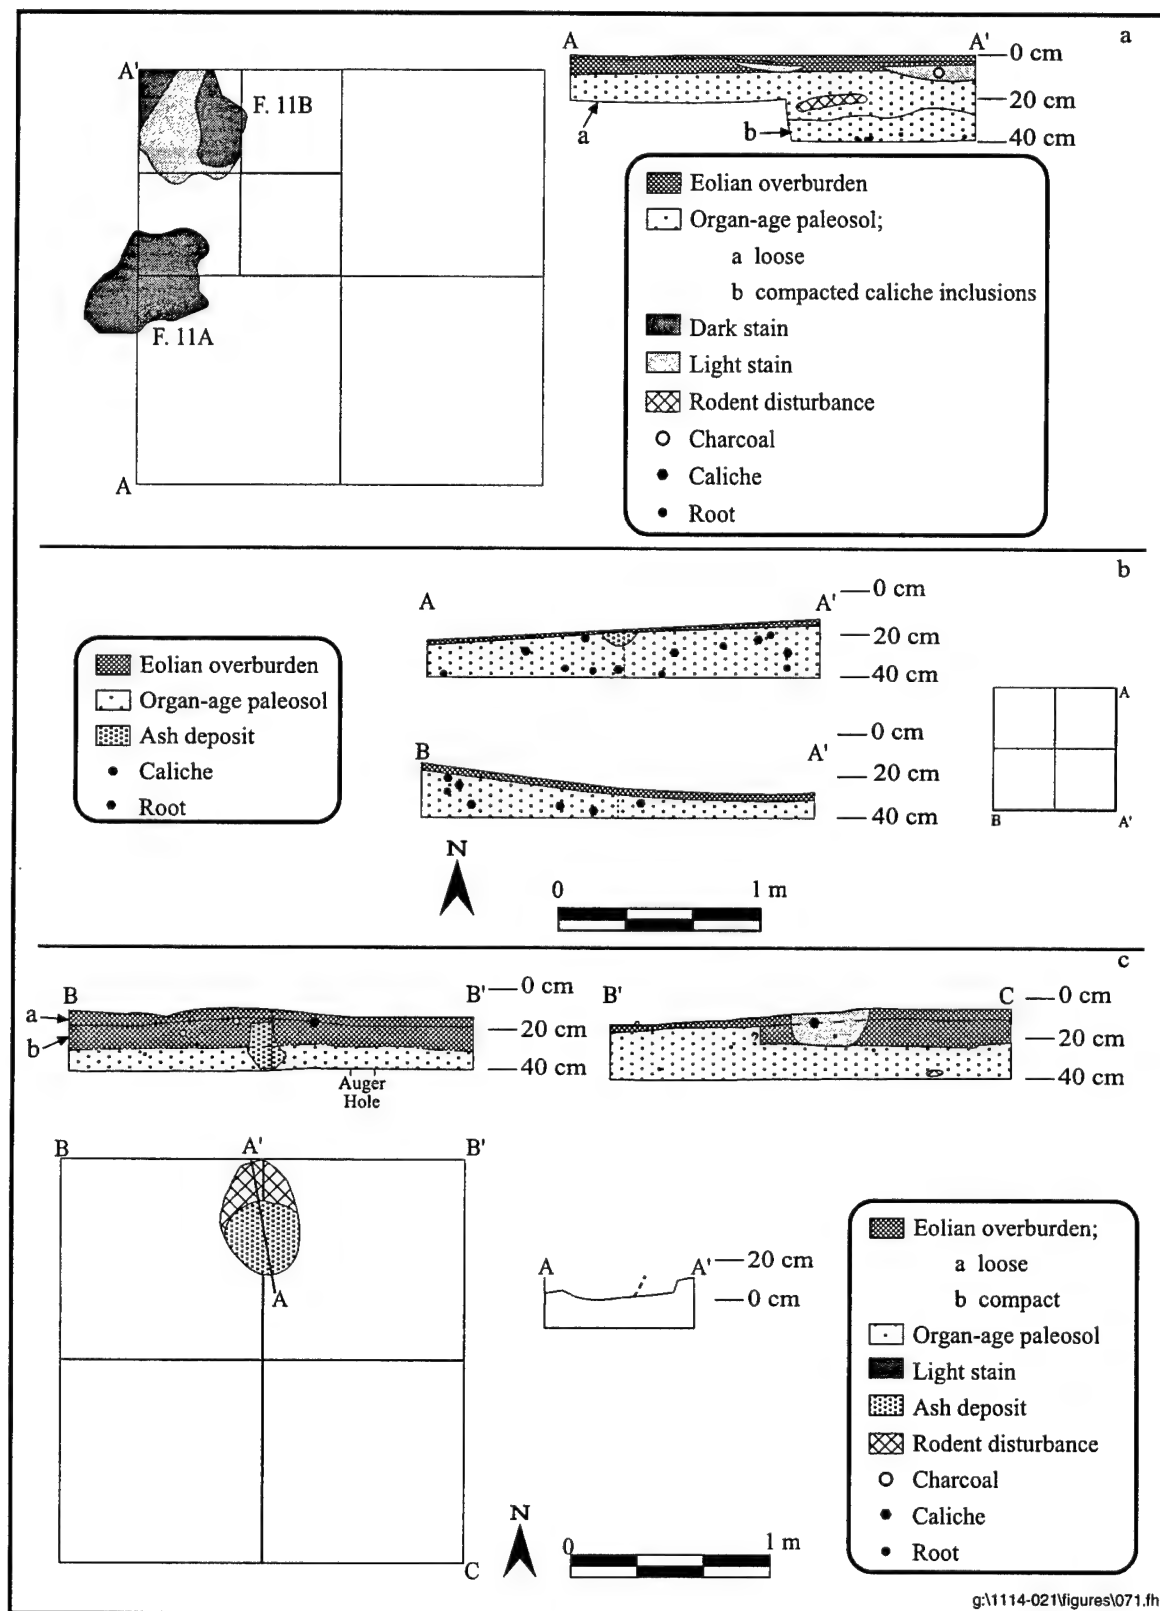 a
A'
F. 11B
F. 11A
A
A A'
0 cm
20 cm
40 cm
a
b
Eolian overburden
Organ-age paleosol;
a loose
b compacted caliche inclusions
Dark stain
Light stain
Rodent disturbance
Charcoal
Caliche
Root
b
Eolian overburden
Organ-age paleosol
Ash deposit
Caliche
Root
A A'
0 cm
20 cm
40 cm
B A'
0 cm
20 cm
40 cm
A
B A'
N
0 1 m
c
B B'
0 cm
20 cm
40 cm
a
b
Auger
Hole
B' C
0 cm
20 cm
40 cm
?
B A' B'
A
C
A A'
20 cm
0 cm
N
0 1 m
Eolian overburden;
a loose
b compact
Organ-age paleosol
Light stain
Ash deposit
Rodent disturbance
Charcoal
Caliche
Root
g:\1114-021\figures\071.fh